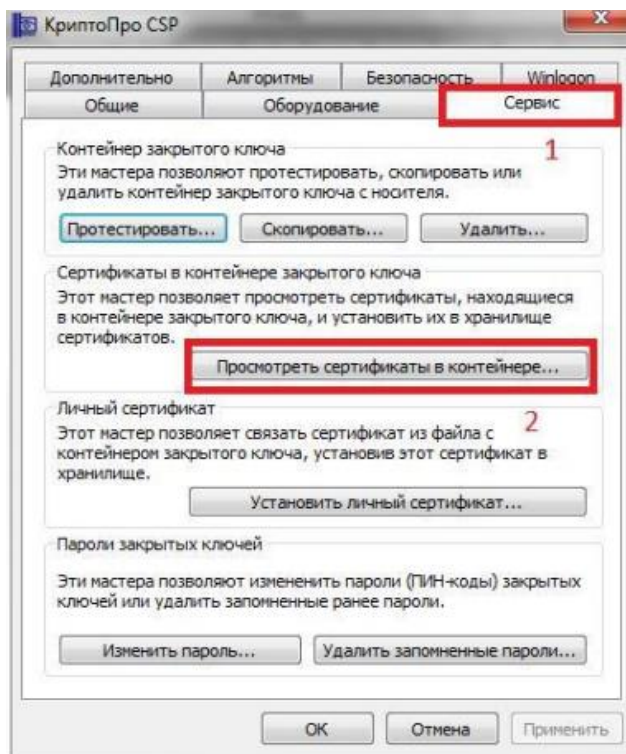 КриптоПро CSP
Дополнительно Алгоритмы Безопасность Winlogon
Общие Оборудование Сервис
1
Контейнер закрытого ключа
Эти мастера позволяют протестировать, скопировать или
удалить контейнер закрытого ключа с носителя.
Протестировать... Скопировать... Удалить...
Сертификаты в контейнере закрытого ключа
Этот мастер позволяет просмотреть сертификаты, находящиеся
в контейнере закрытого ключа, и установить их в хранилище
сертификатов.
Просмотреть сертификаты в контейнере...
2
Личный сертификат
Этот мастер позволяет связать сертификат из файла с
контейнером закрытого ключа, установив этот сертификат в
хранилище.
Установить личный сертификат...
Пароли закрытых ключей
Эти мастера позволяют измененить пароли (ПИН-коды) закрытых
ключей или удалить запомненные ранее пароли.
Изменить пароль... Удалить запомненные пароли...
ОК Отмена Применить